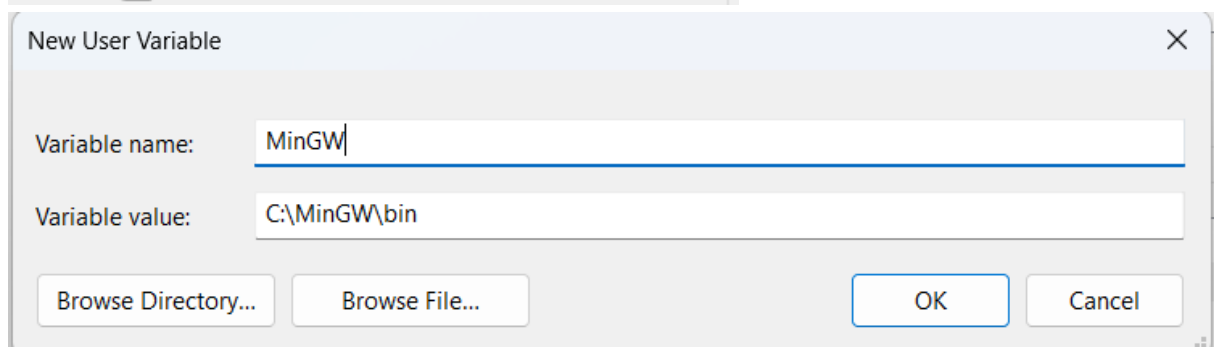 New User Variable
Variable name: MinGW
Variable value: C:\MinGW\bin
Browse Directory... Browse File... OK Cancel